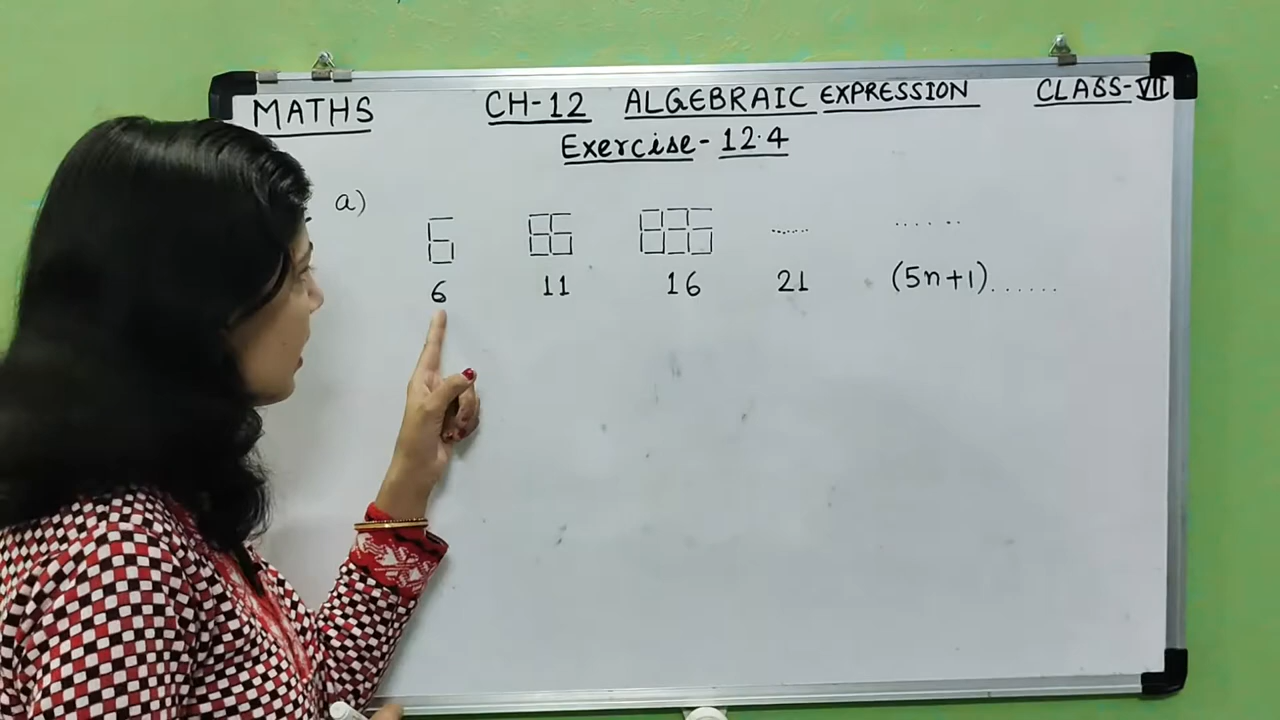 MATHS CH-12 ALGEBRAIC EXPRESSION CLASS-VII
Exercise-12.4
a)
6 11 16 21 (5n+1)......